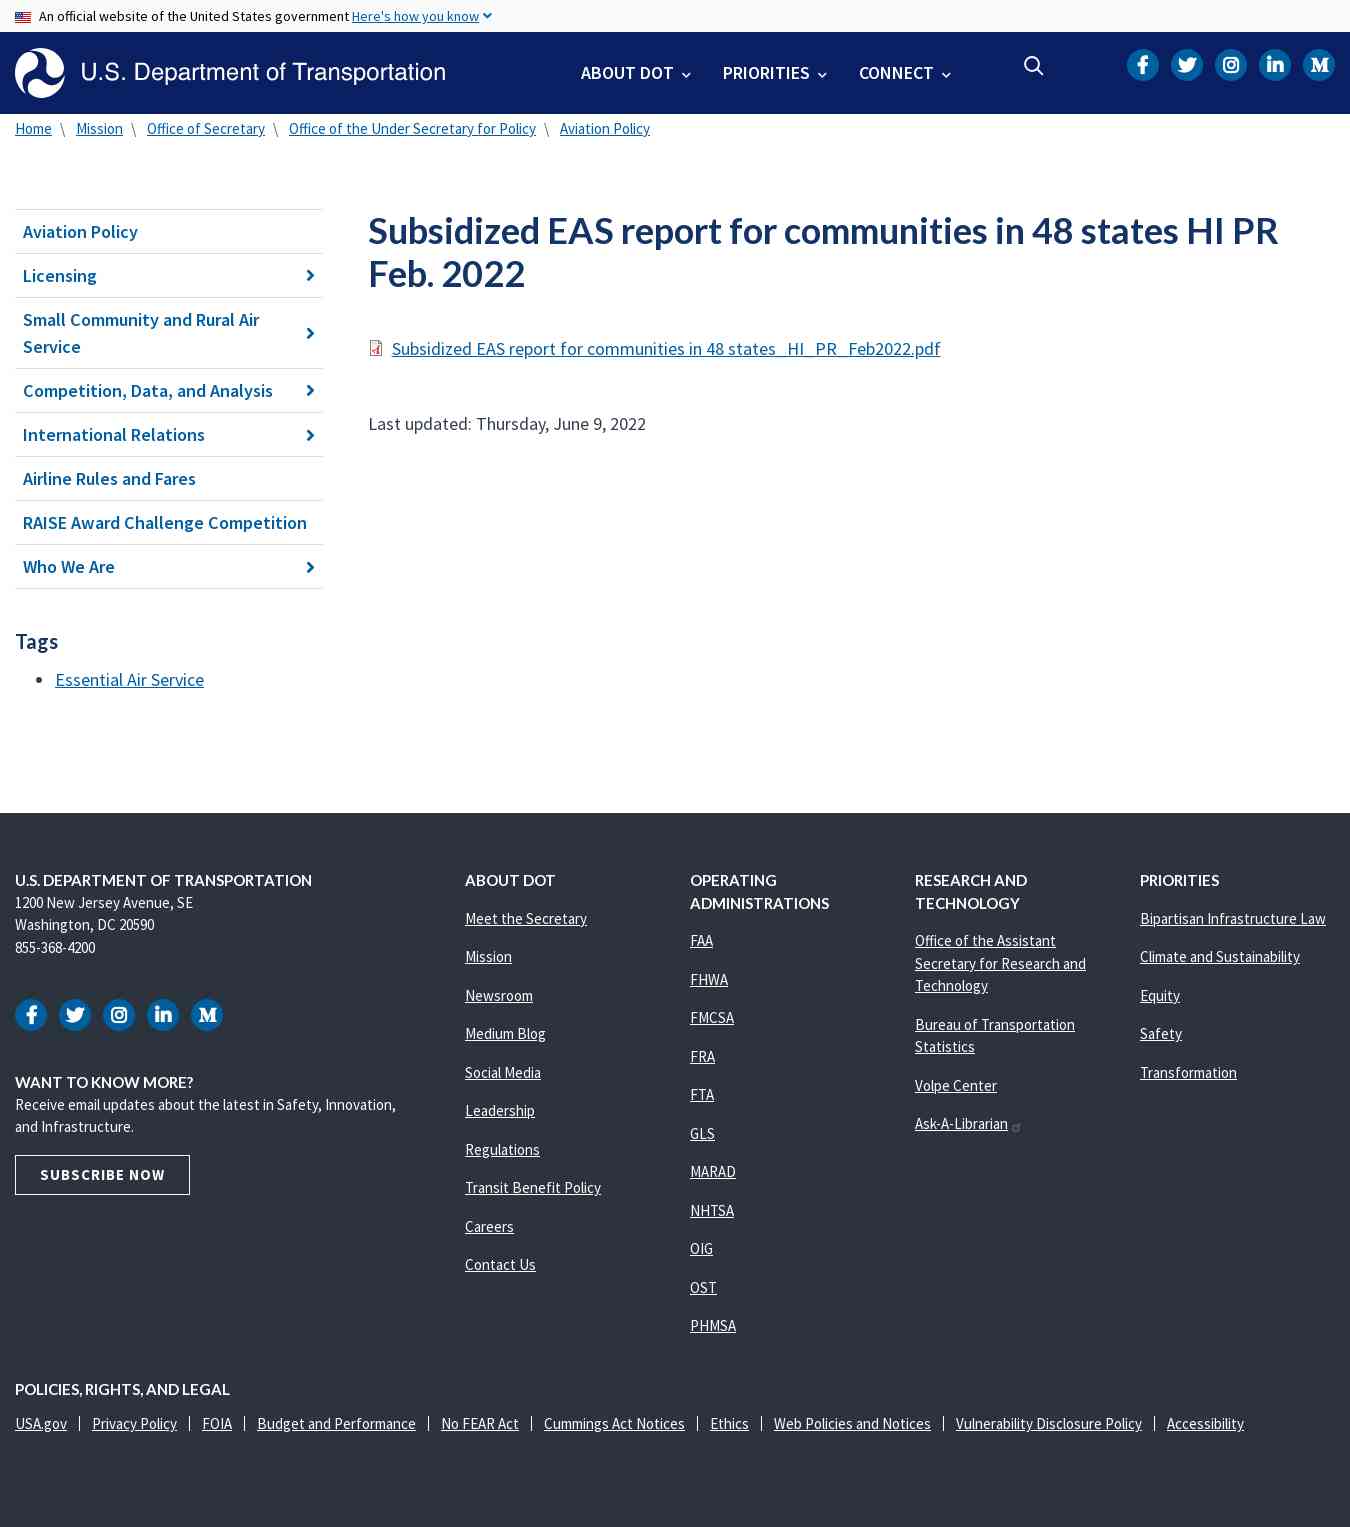 An official website of the United States government Here's how you know
U.S. Department of Transportation
ABOUT DOT
PRIORITIES
CONNECT
Home \ Mission \ Office of Secretary \ Office of the Under Secretary for Policy \ Aviation Policy
Aviation Policy
Licensing
Small Community and Rural Air
Service
Competition, Data, and Analysis
International Relations
Airline Rules and Fares
RAISE Award Challenge Competition
Who We Are
Tags
Essential Air Service
Subsidized EAS report for communities in 48 states HI PR
Feb. 2022
Subsidized EAS report for communities in 48 states_HI_PR_Feb2022.pdf
Last updated: Thursday, June 9, 2022
U.S. DEPARTMENT OF TRANSPORTATION
1200 New Jersey Avenue, SE
Washington, DC 20590
855-368-4200
WANT TO KNOW MORE?
Receive email updates about the latest in Safety, Innovation,
and Infrastructure.
SUBSCRIBE NOW
ABOUT DOT
Meet the Secretary
Mission
Newsroom
Medium Blog
Social Media
Leadership
Regulations
Transit Benefit Policy
Careers
Contact Us
OPERATING
ADMINISTRATIONS
FAA
FHWA
FMCSA
FRA
FTA
GLS
MARAD
NHTSA
OIG
OST
PHMSA
RESEARCH AND
TECHNOLOGY
Office of the Assistant
Secretary for Research and
Technology
Bureau of Transportation
Statistics
Volpe Center
Ask-A-Librarian
PRIORITIES
Bipartisan Infrastructure Law
Climate and Sustainability
Equity
Safety
Transformation
POLICIES, RIGHTS, AND LEGAL
USA.gov | Privacy Policy | FOIA | Budget and Performance | No FEAR Act | Cummings Act Notices | Ethics | Web Policies and Notices | Vulnerability Disclosure Policy | Accessibility